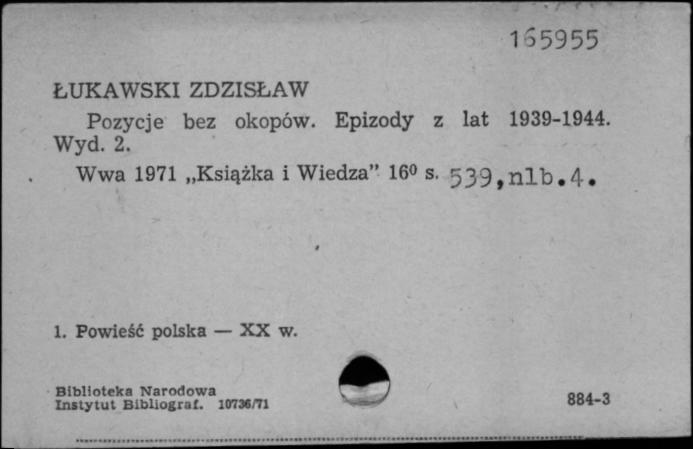 165955
ŁUKAWSKI ZDZISŁAW
Pozycje bez okopów. Epizody z lat 1939-1944.
Wyd. 2.
Wwa 1971 „Książka i Wiedza” 16⁰ s. 539,nlb.4.
1. Powieść polska — XX w.
Biblioteka Narodowa
Instytut Bibliograf. 10736/71
884-3